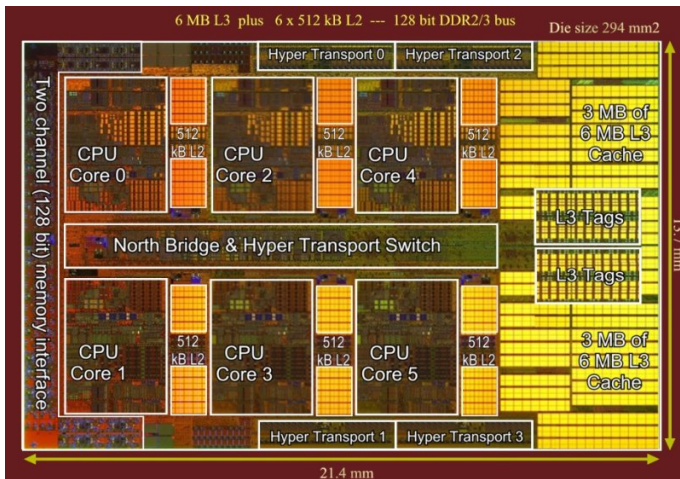 6 MB L3 plus 6 x 512 kB L2 --- 128 bit DDR2/3 bus
Die size 294 mm2
Hyper Transport 0
Hyper Transport 2
Two channel (128 bit) memory interface
CPU
Core 0
512
kB L2
CPU
Core 2
512
kB L2
CPU
Core 4
512
kB L2
3 MB of
6 MB L3
Cache
L3 Tags
North Bridge & Hyper Transport Switch
L3 Tags
CPU
Core 1
512
kB L2
CPU
Core 3
512
kB L2
CPU
Core 5
512
kB L2
3 MB of
6 MB L3
Cache
Hyper Transport 1
Hyper Transport 3
21.4 mm